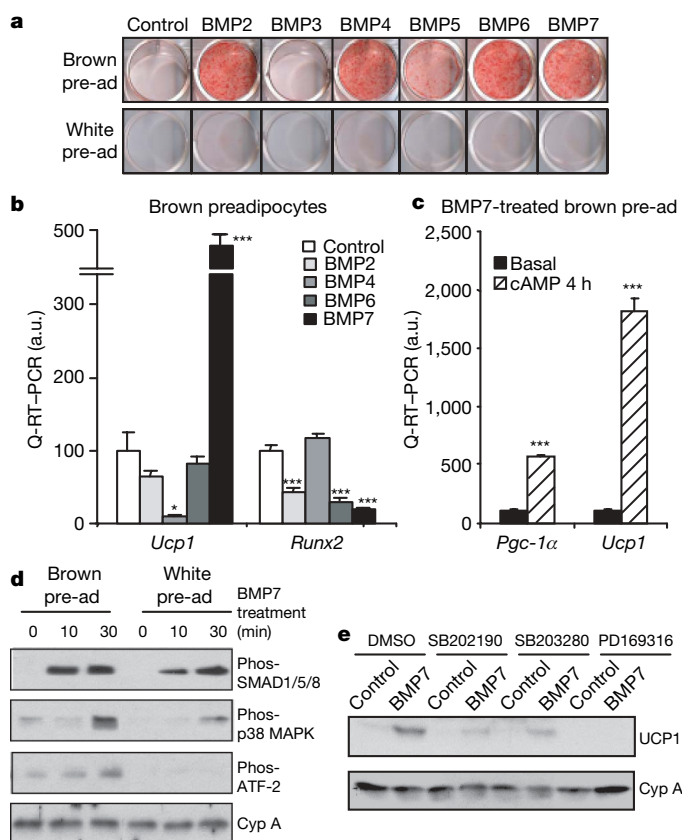 a
Control BMP2 BMP3 BMP4 BMP5 BMP6 BMP7
Brown
pre-ad
White
pre-ad
b
Brown preadipocytes
Q-RT–PCR (a.u.)
500
300
200
100
0
***
Control
BMP2
BMP4
BMP6
BMP7
*
***
***
***
Ucp1
Runx2
c
BMP7-treated brown pre-ad
Q-RT–PCR (a.u.)
2,500
2,000
1,500
1,000
500
0
Basal
cAMP 4 h
***
***
Pgc-1α
Ucp1
d
Brown
pre-ad
White
pre-ad
BMP7
treatment
(min)
0 10 30 0 10 30
Phos-
SMAD1/5/8
Phos-
p38 MAPK
Phos-
ATF-2
Cyp A
e
DMSO SB202190 SB203280 PD169316
Control BMP7 Control BMP7 Control BMP7 Control BMP7
UCP1
Cyp A